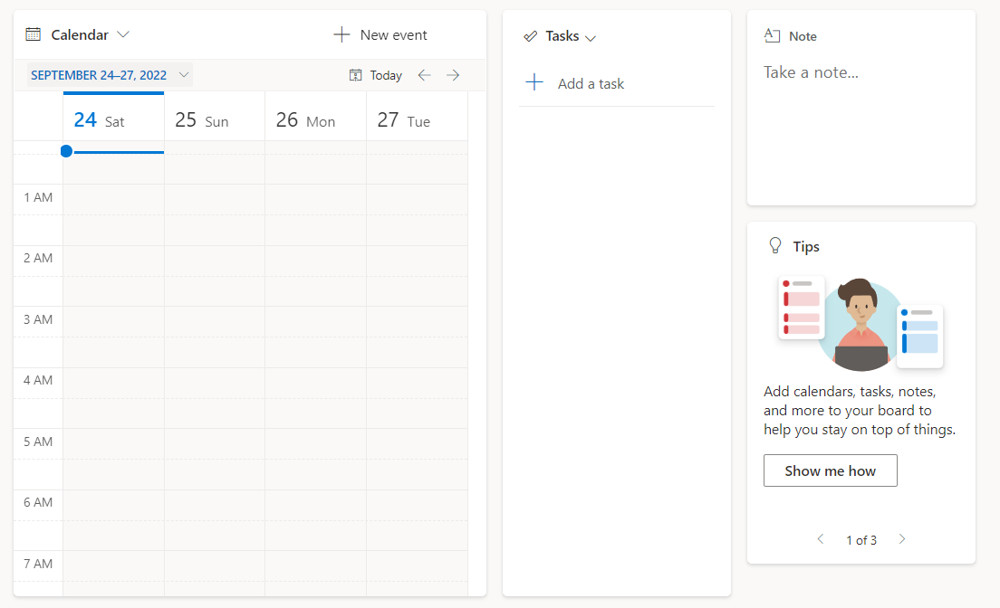 Calendar
New event
SEPTEMBER 24–27, 2022
Today
24 Sat
25 Sun
26 Mon
27 Tue
1 AM
2 AM
3 AM
4 AM
5 AM
6 AM
7 AM
Tasks
Add a task
Note
Take a note...
Tips
Add calendars, tasks, notes,
and more to your board to
help you stay on top of things.
Show me how
1 of 3